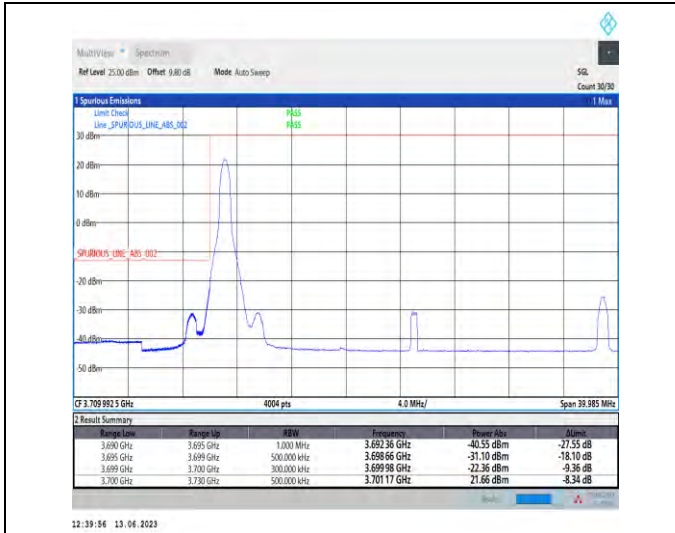 MultiView Spectrum
Ref Level 25.00 dBm Offset 9.80 dB Mode Auto Sweep SGL
Count 30/30
1 Spurious Emissions 1 Max
Limit Check PASS
Line _SPURIOUS_LINE_ABS_002 PASS
30 dBm
20 dBm
10 dBm
0 dBm
_SPURIOUS_LINE_ABS_002
-20 dBm
-30 dBm
-40 dBm
-50 dBm
CF 3.709 992 5 GHz 4004 pts 4.0 MHz/ Span 39.985 MHz
2 Result Summary
Range Low Range Up RBW Frequency Power Abs ΔLimit
3.690 GHz 3.695 GHz 1.000 MHz 3.692 36 GHz -40.55 dBm -27.55 dB
3.695 GHz 3.699 GHz 500.000 kHz 3.698 66 GHz -31.10 dBm -18.10 dB
3.699 GHz 3.700 GHz 300.000 kHz 3.699 98 GHz -22.36 dBm -9.36 dB
3.700 GHz 3.730 GHz 500.000 kHz 3.701 17 GHz 21.66 dBm -8.34 dB
12:39:56 13.06.2023